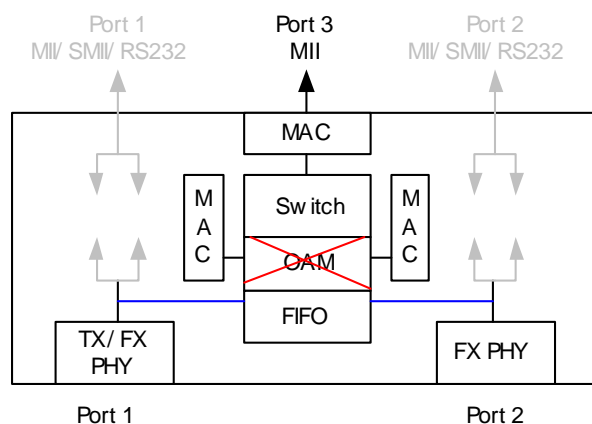 Port 1
MII/ SMII/ RS232
Port 3
MII
Port 2
MII/ SMII/ RS232
MAC
M
A
C
Switch
M
A
C
OAM
FIFO
TX/ FX
PHY
FX PHY
Port 1
Port 2